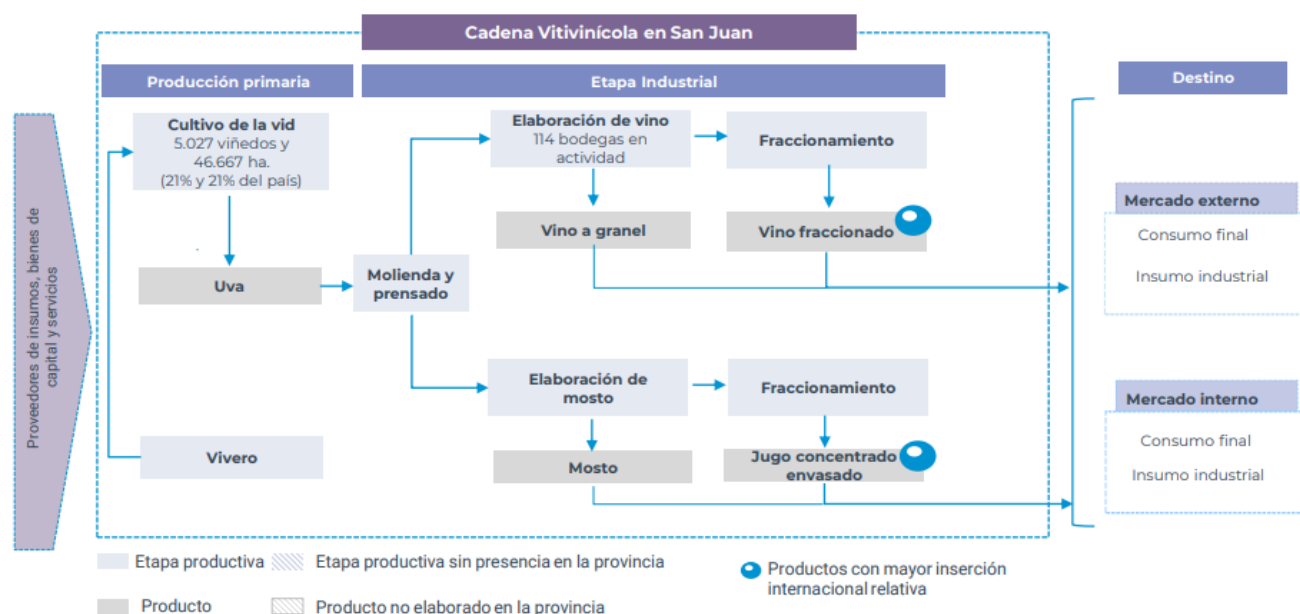 Cadena Vitivinícola en San Juan
Producción primaria
Etapa Industrial
Destino
Proveedores de insumos, bienes de
capital y servicios
Cultivo de la vid
5.027 viñedos y
46.667 ha.
(21% y 21% del país)
Uva
Vivero
Molienda y
prensado
Elaboración de vino
114 bodegas en
actividad
Fraccionamiento
Vino a granel
Vino fraccionado
Elaboración de
mosto
Fraccionamiento
Mosto
Jugo concentrado
envasado
Mercado externo
Consumo final
Insumo industrial
Mercado interno
Consumo final
Insumo industrial
Etapa productiva
Etapa productiva sin presencia en la provincia
Productos con mayor inserción
internacional relativa
Producto
Producto no elaborado en la provincia